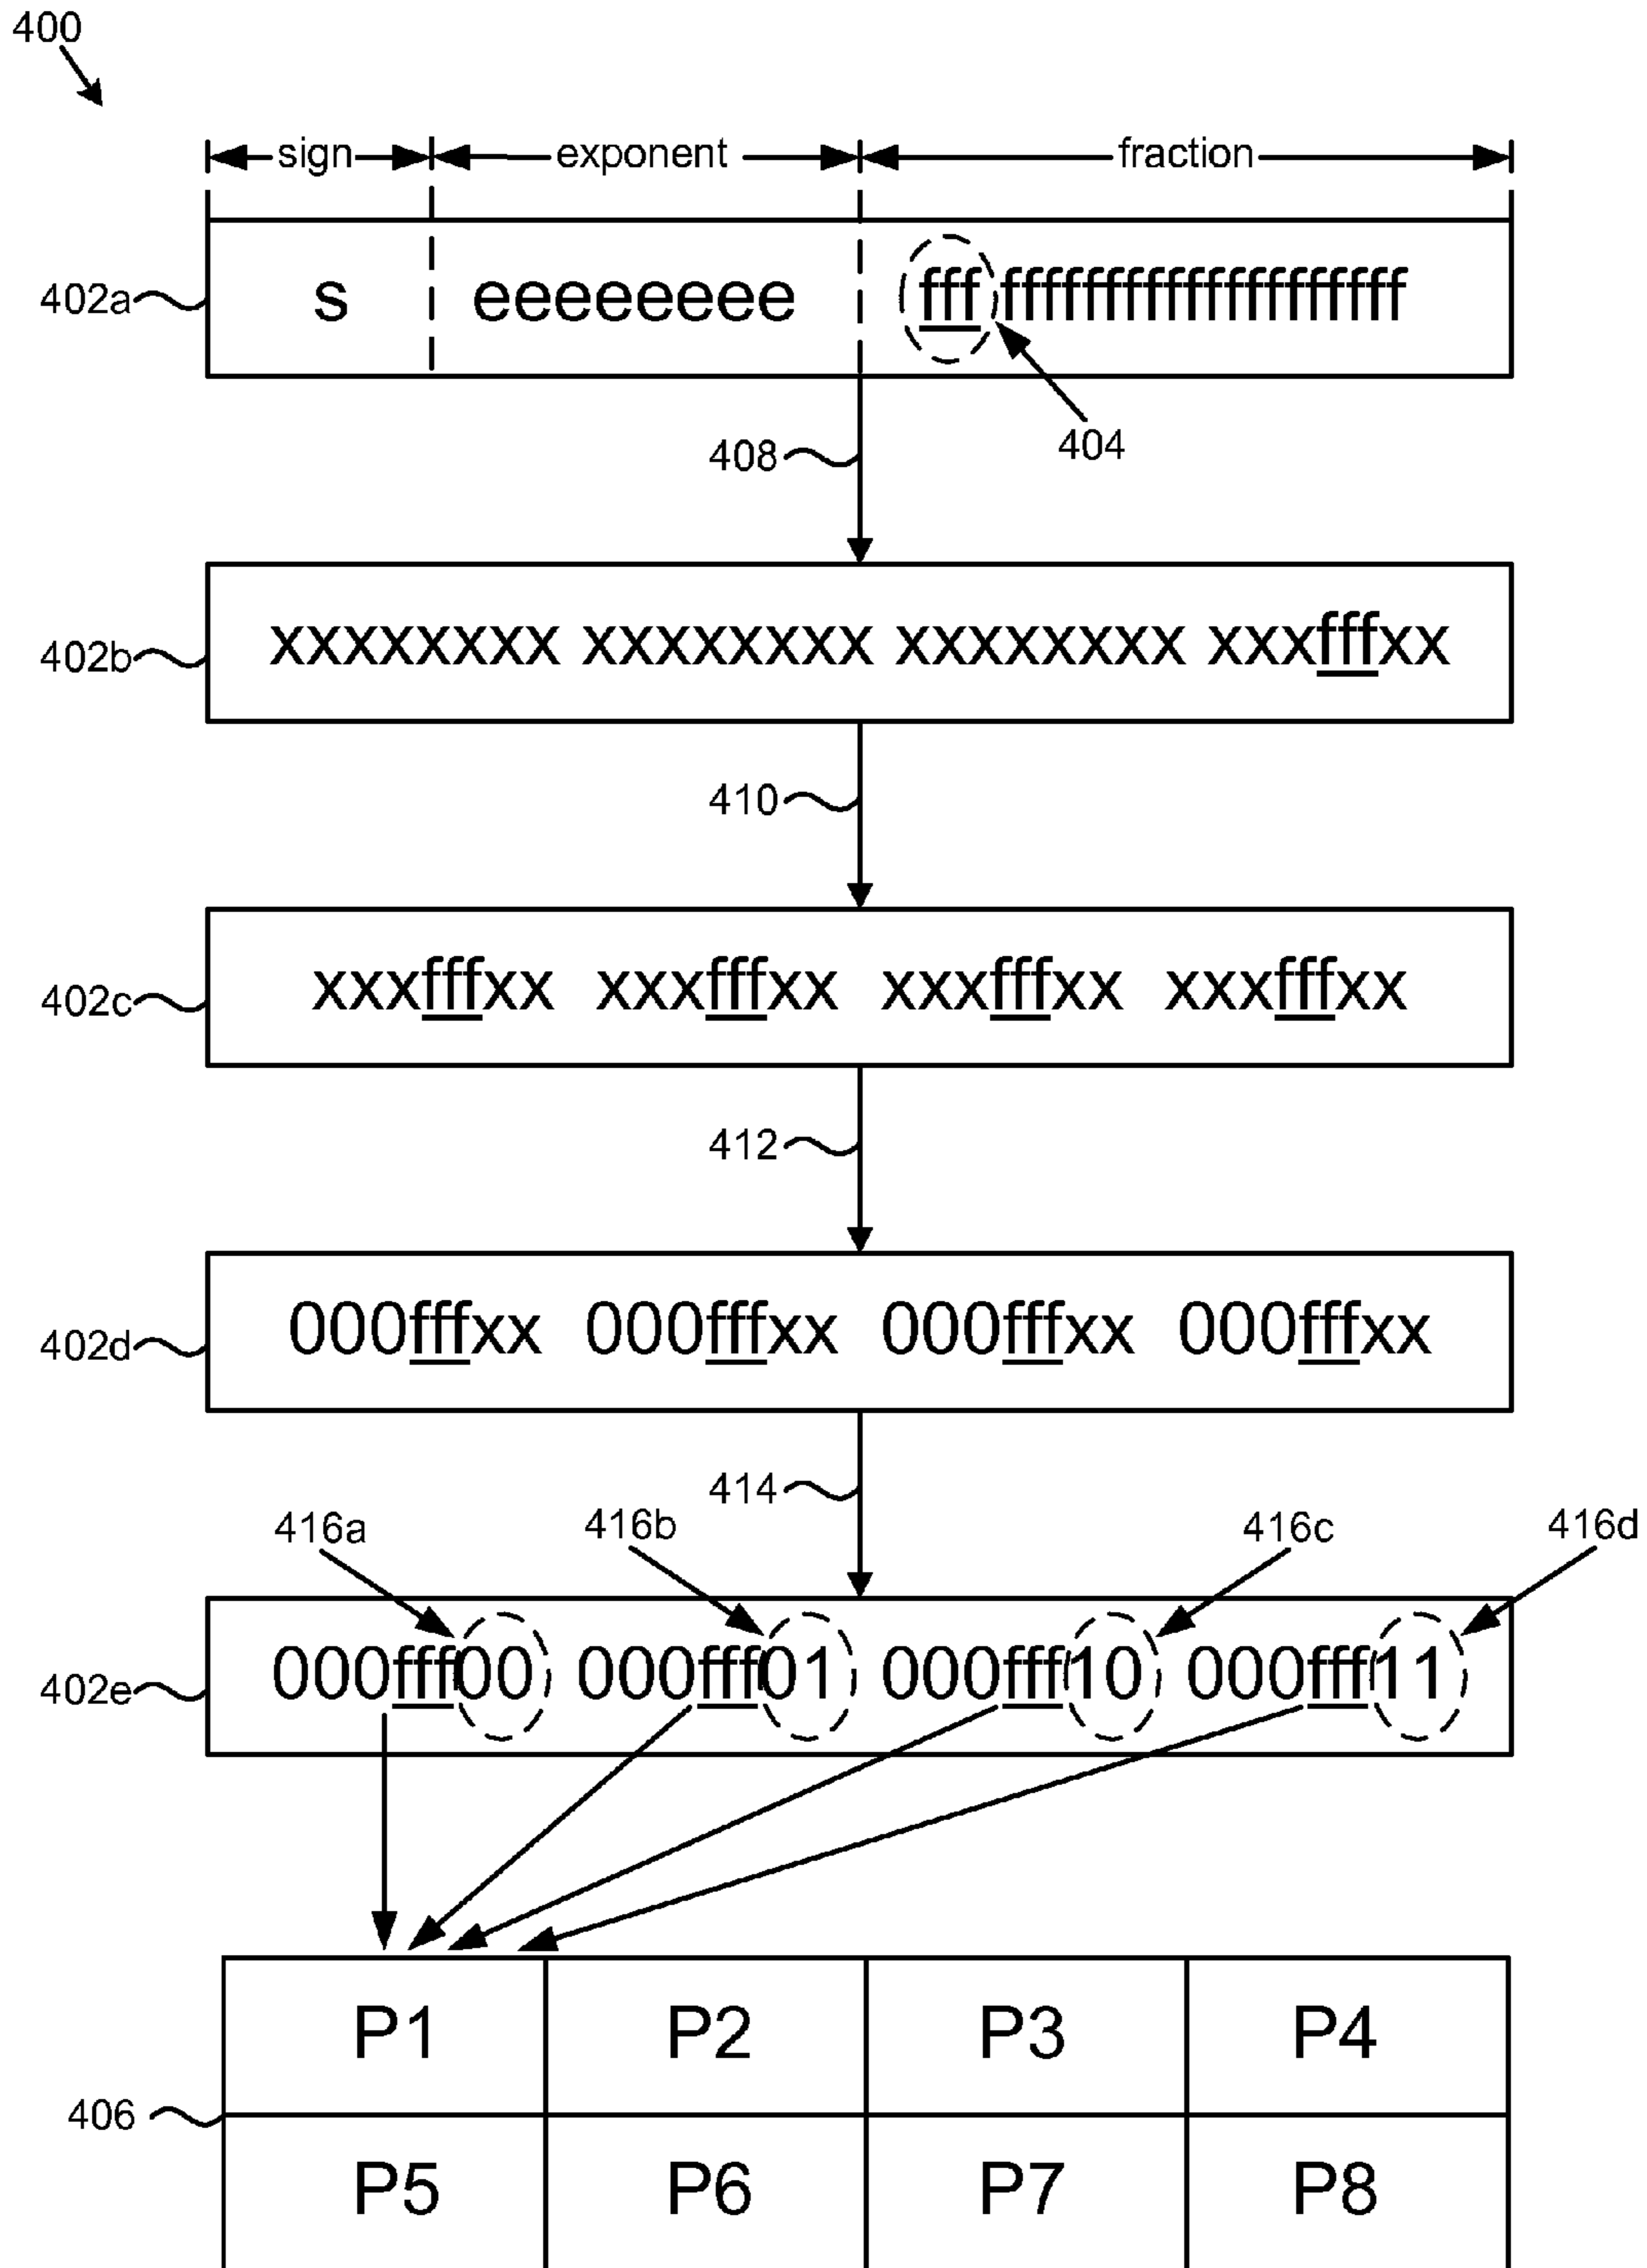 400
sign exponent fraction
402a s eeeeeeee fff ffffffffffffffffffff
404
408
402b xxxxxxxx xxxxxxxx xxxxxxxx xxxfffxx
410
402c xxxfffxx xxxfffxx xxxfffxx xxxfffxx
412
402d 000fffxx 000fffxx 000fffxx 000fffxx
414
416a 416b 416c 416d
402e 000fff00 000fff01 000fff10 000fff11
P1 P2 P3 P4
406
P5 P6 P7 P8